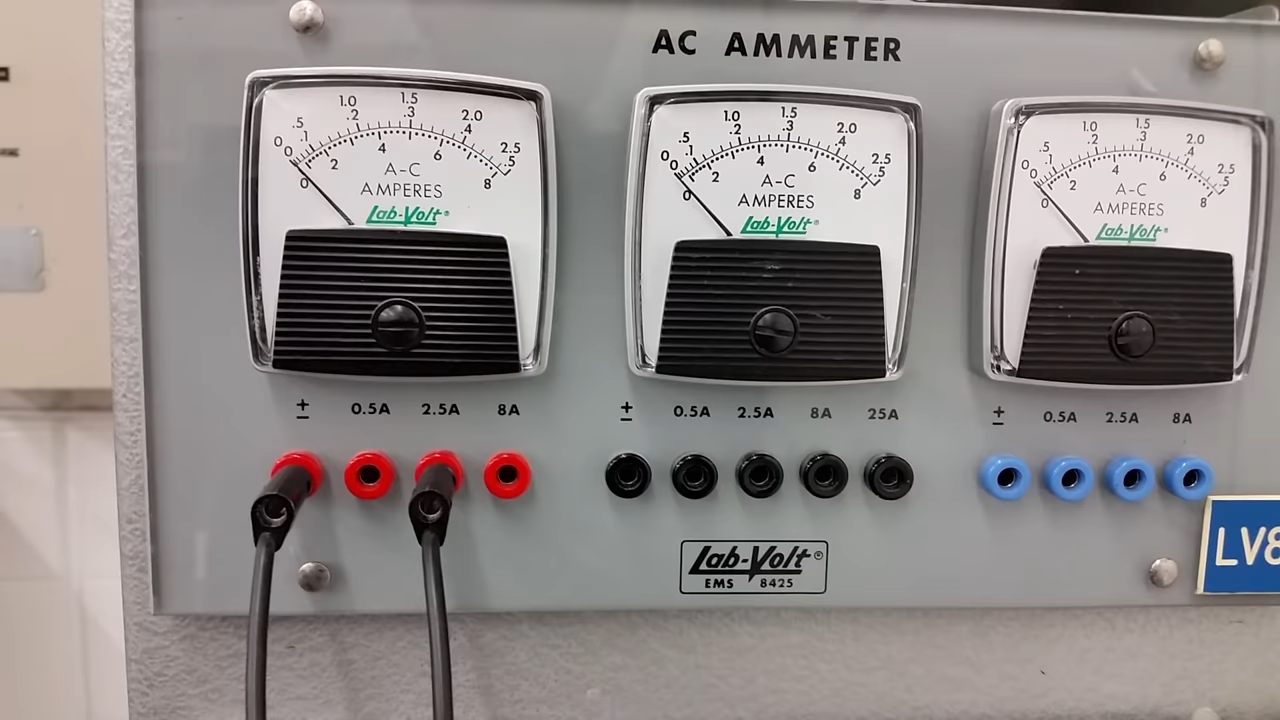 AC AMMETER
0 .5 1.0 1.5 2.0 2.5
0 .1 .2 .3 .4 .5
0 2 4 6 8
A-C
AMPERES
Lab-Volt®
0 .5 1.0 1.5 2.0 2.5
0 .1 .2 .3 .4 .5
0 2 4 6 8
A-C
AMPERES
Lab-Volt®
0 .5 1.0 1.5 2.0 2.5
0 .1 .2 .3 .4 .5
0 2 4 6 8
A-C
AMPERES
Lab-Volt®
± 0.5A 2.5A 8A
± 0.5A 2.5A 8A 25A
± 0.5A 2.5A 8A
Lab-Volt®
EMS 8425
LV8